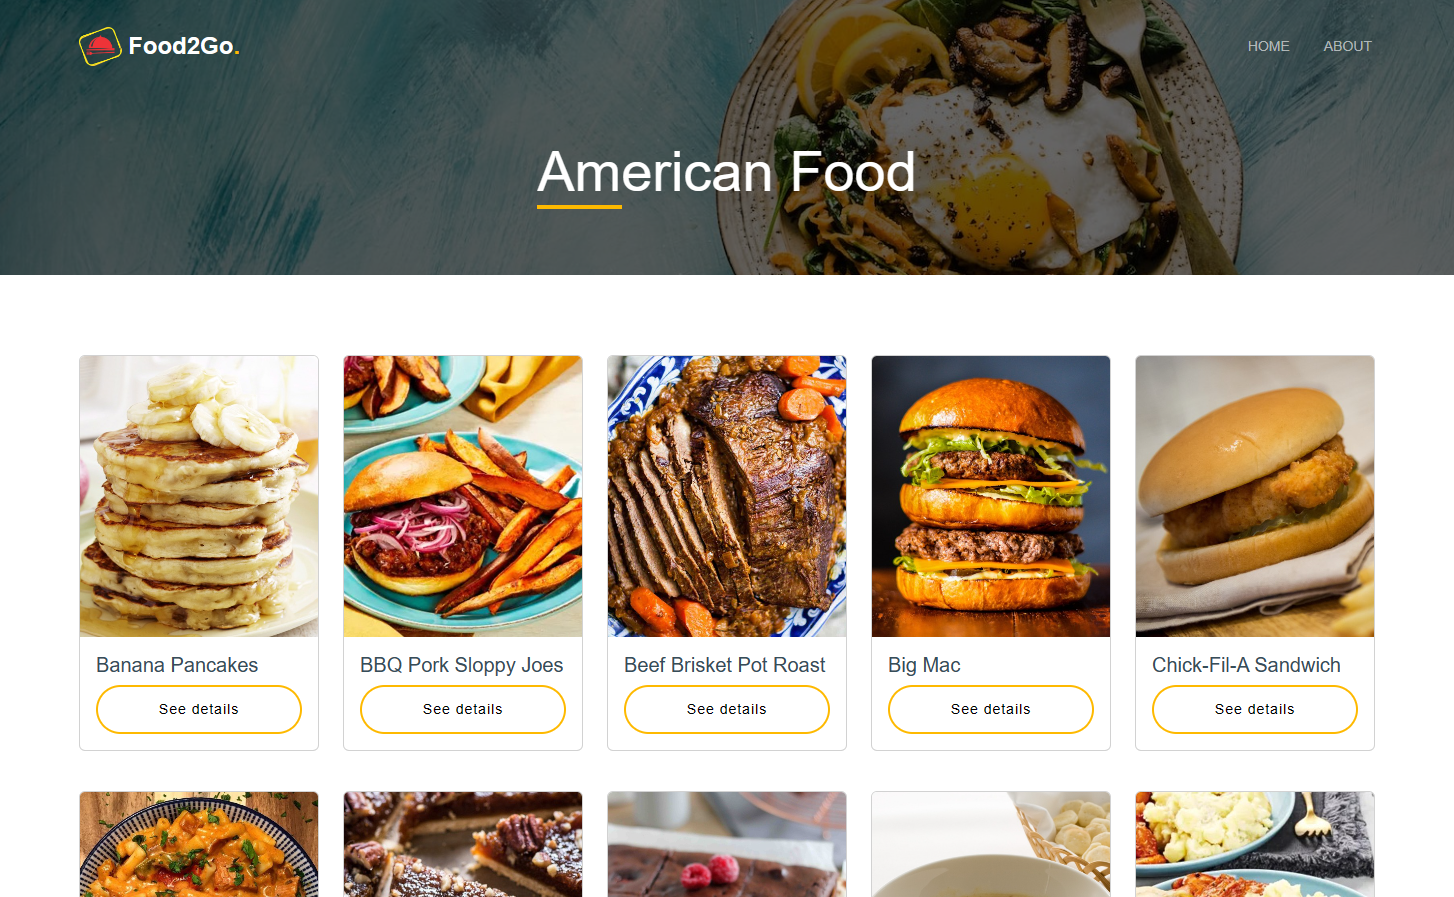 Food2Go.
HOME ABOUT
American Food
Banana Pancakes
See details
BBQ Pork Sloppy Joes
See details
Beef Brisket Pot Roast
See details
Big Mac
See details
Chick-Fil-A Sandwich
See details